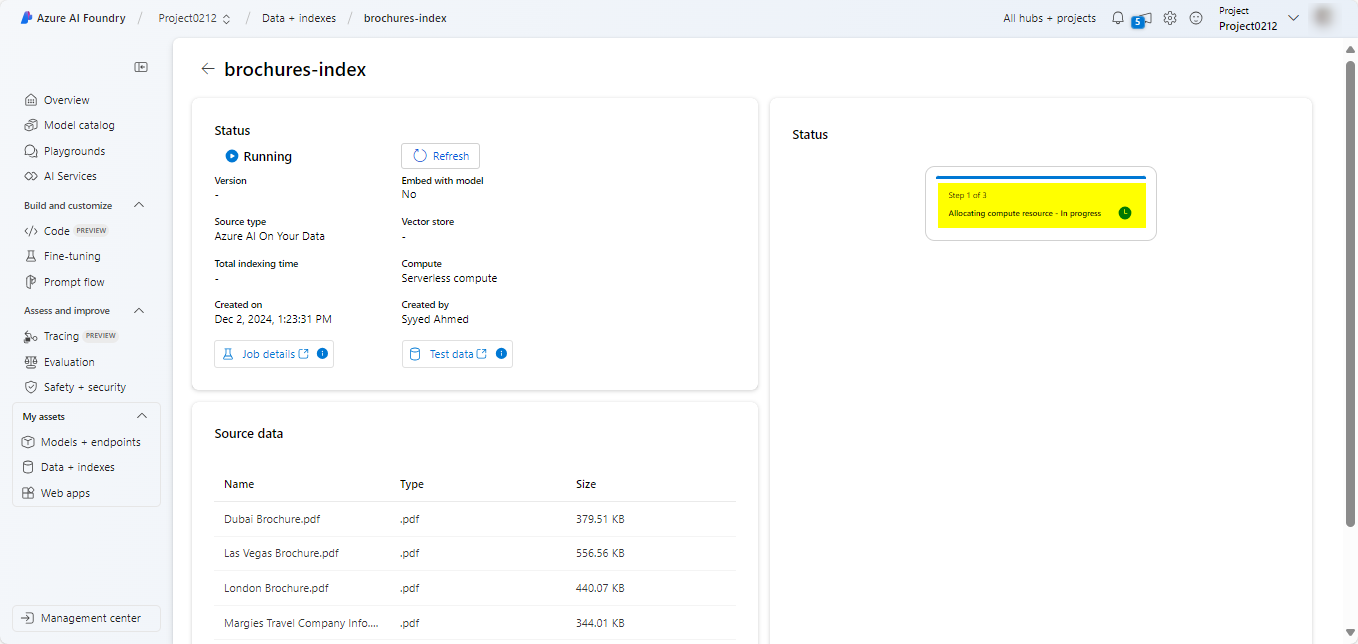 Azure AI Foundry / Project0212 / Data + indexes / brochures-index
All hubs + projects
5
Project
Project0212
Overview
Model catalog
Playgrounds
AI Services
Build and customize
Code PREVIEW
Fine-tuning
Prompt flow
Assess and improve
Tracing PREVIEW
Evaluation
Safety + security
My assets
Models + endpoints
Data + indexes
Web apps
Management center
brochures-index
Status
Running
Refresh
Version
-
Embed with model
No
Source type
Azure AI On Your Data
Vector store
-
Total indexing time
-
Compute
Serverless compute
Created on
Dec 2, 2024, 1:23:31 PM
Created by
Syyed Ahmed
Job details
Test data
Source data
Name Type Size
Dubai Brochure.pdf .pdf 379.51 KB
Las Vegas Brochure.pdf .pdf 556.56 KB
London Brochure.pdf .pdf 440.07 KB
Margies Travel Company Info.... .pdf 344.01 KB
Status
Step 1 of 3
Allocating compute resource - In progress